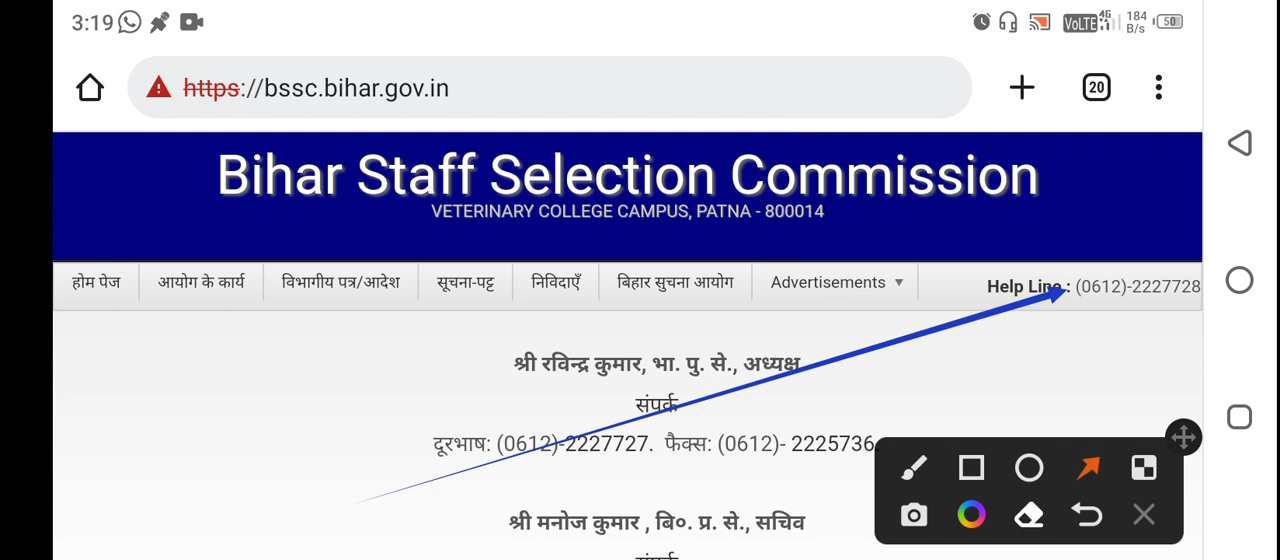 3:19 VoLTE 4G 184 B/s 50
https://bssc.bihar.gov.in 20
Bihar Staff Selection Commission
VETERINARY COLLEGE CAMPUS, PATNA - 800014
होम पेज आयोग के कार्य विभागीय पत्र/आदेश सूचना-पट्ट निविदाएँ बिहार सुचना आयोग Advertisements Help Line : (0612)-2227728
श्री रविन्द्र कुमार, भा. पु. से., अध्यक्ष
संपर्क
दूरभाष: (0612)-2227727. फैक्स: (0612)- 2225736.
श्री मनोज कुमार , बि०. प्र. से., सचिव